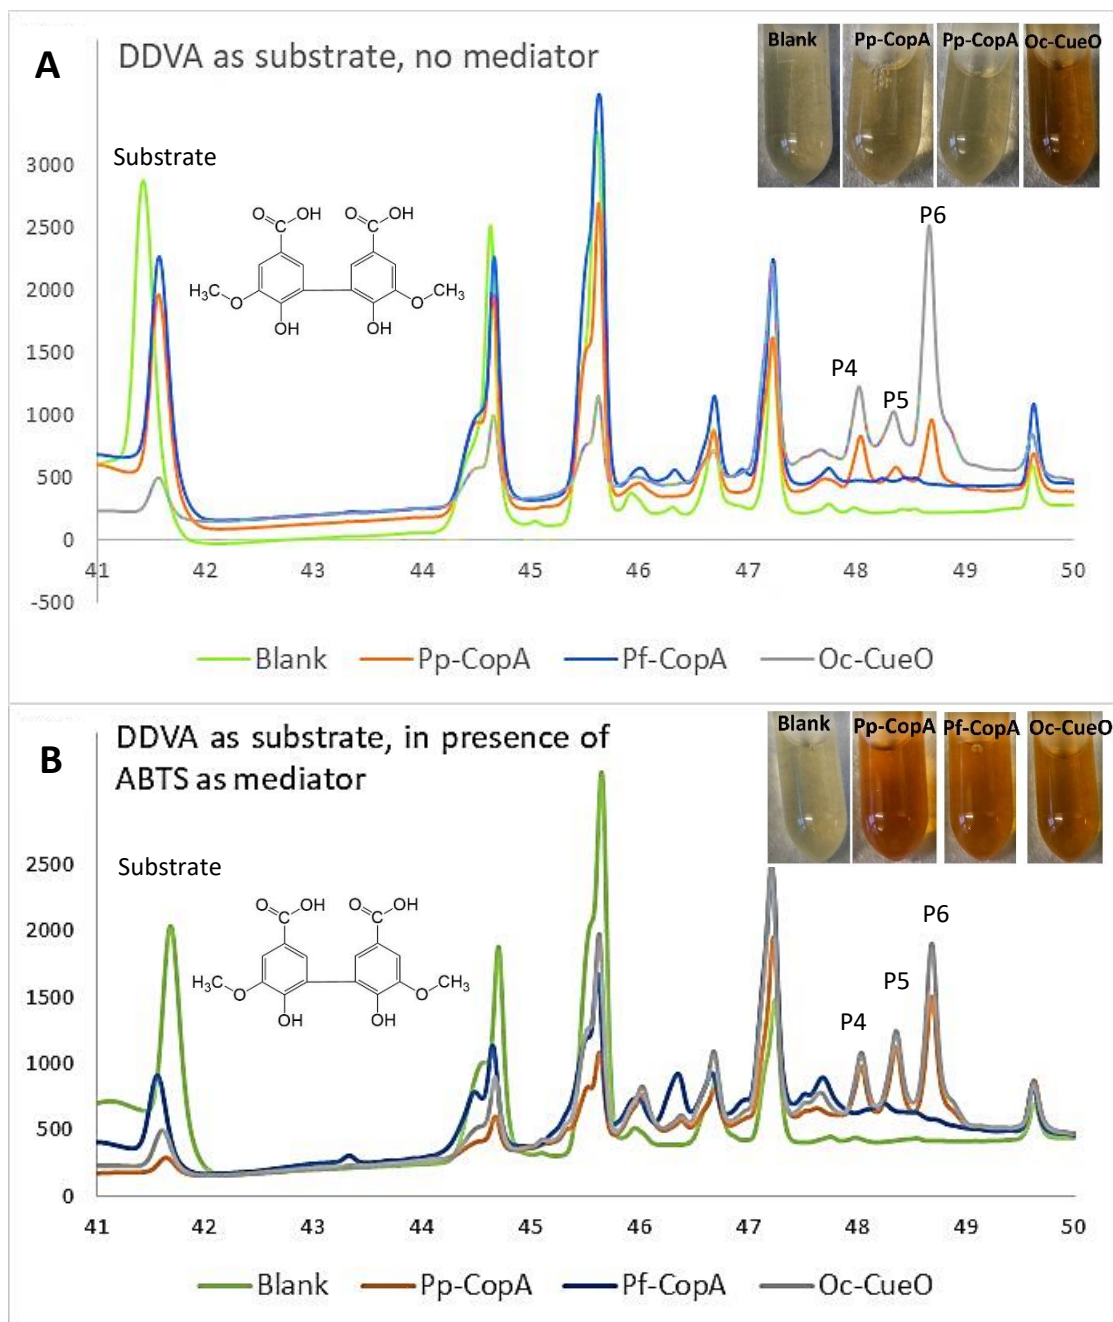 A
DDVA as substrate, no mediator
Blank Pp-CopA Pp-CopA Oc-CueO
Substrate
3000
2500
2000
1500
1000
500
0
-500
O OH O OH
C C
H3C O O CH3
OH OH
P4
P5
P6
41 42 43 44 45 46 47 48 49 50
Blank Pp-CopA Pf-CopA Oc-CueO
B
DDVA as substrate, in presence of
ABTS as mediator
Blank Pp-CopA Pf-CopA Oc-CueO
Substrate
2500
2000
1500
1000
500
0
O OH O OH
C C
H3C O O CH3
OH OH
P4
P5
P6
41 42 43 44 45 46 47 48 49 50
Blank Pp-CopA Pf-CopA Oc-CueO